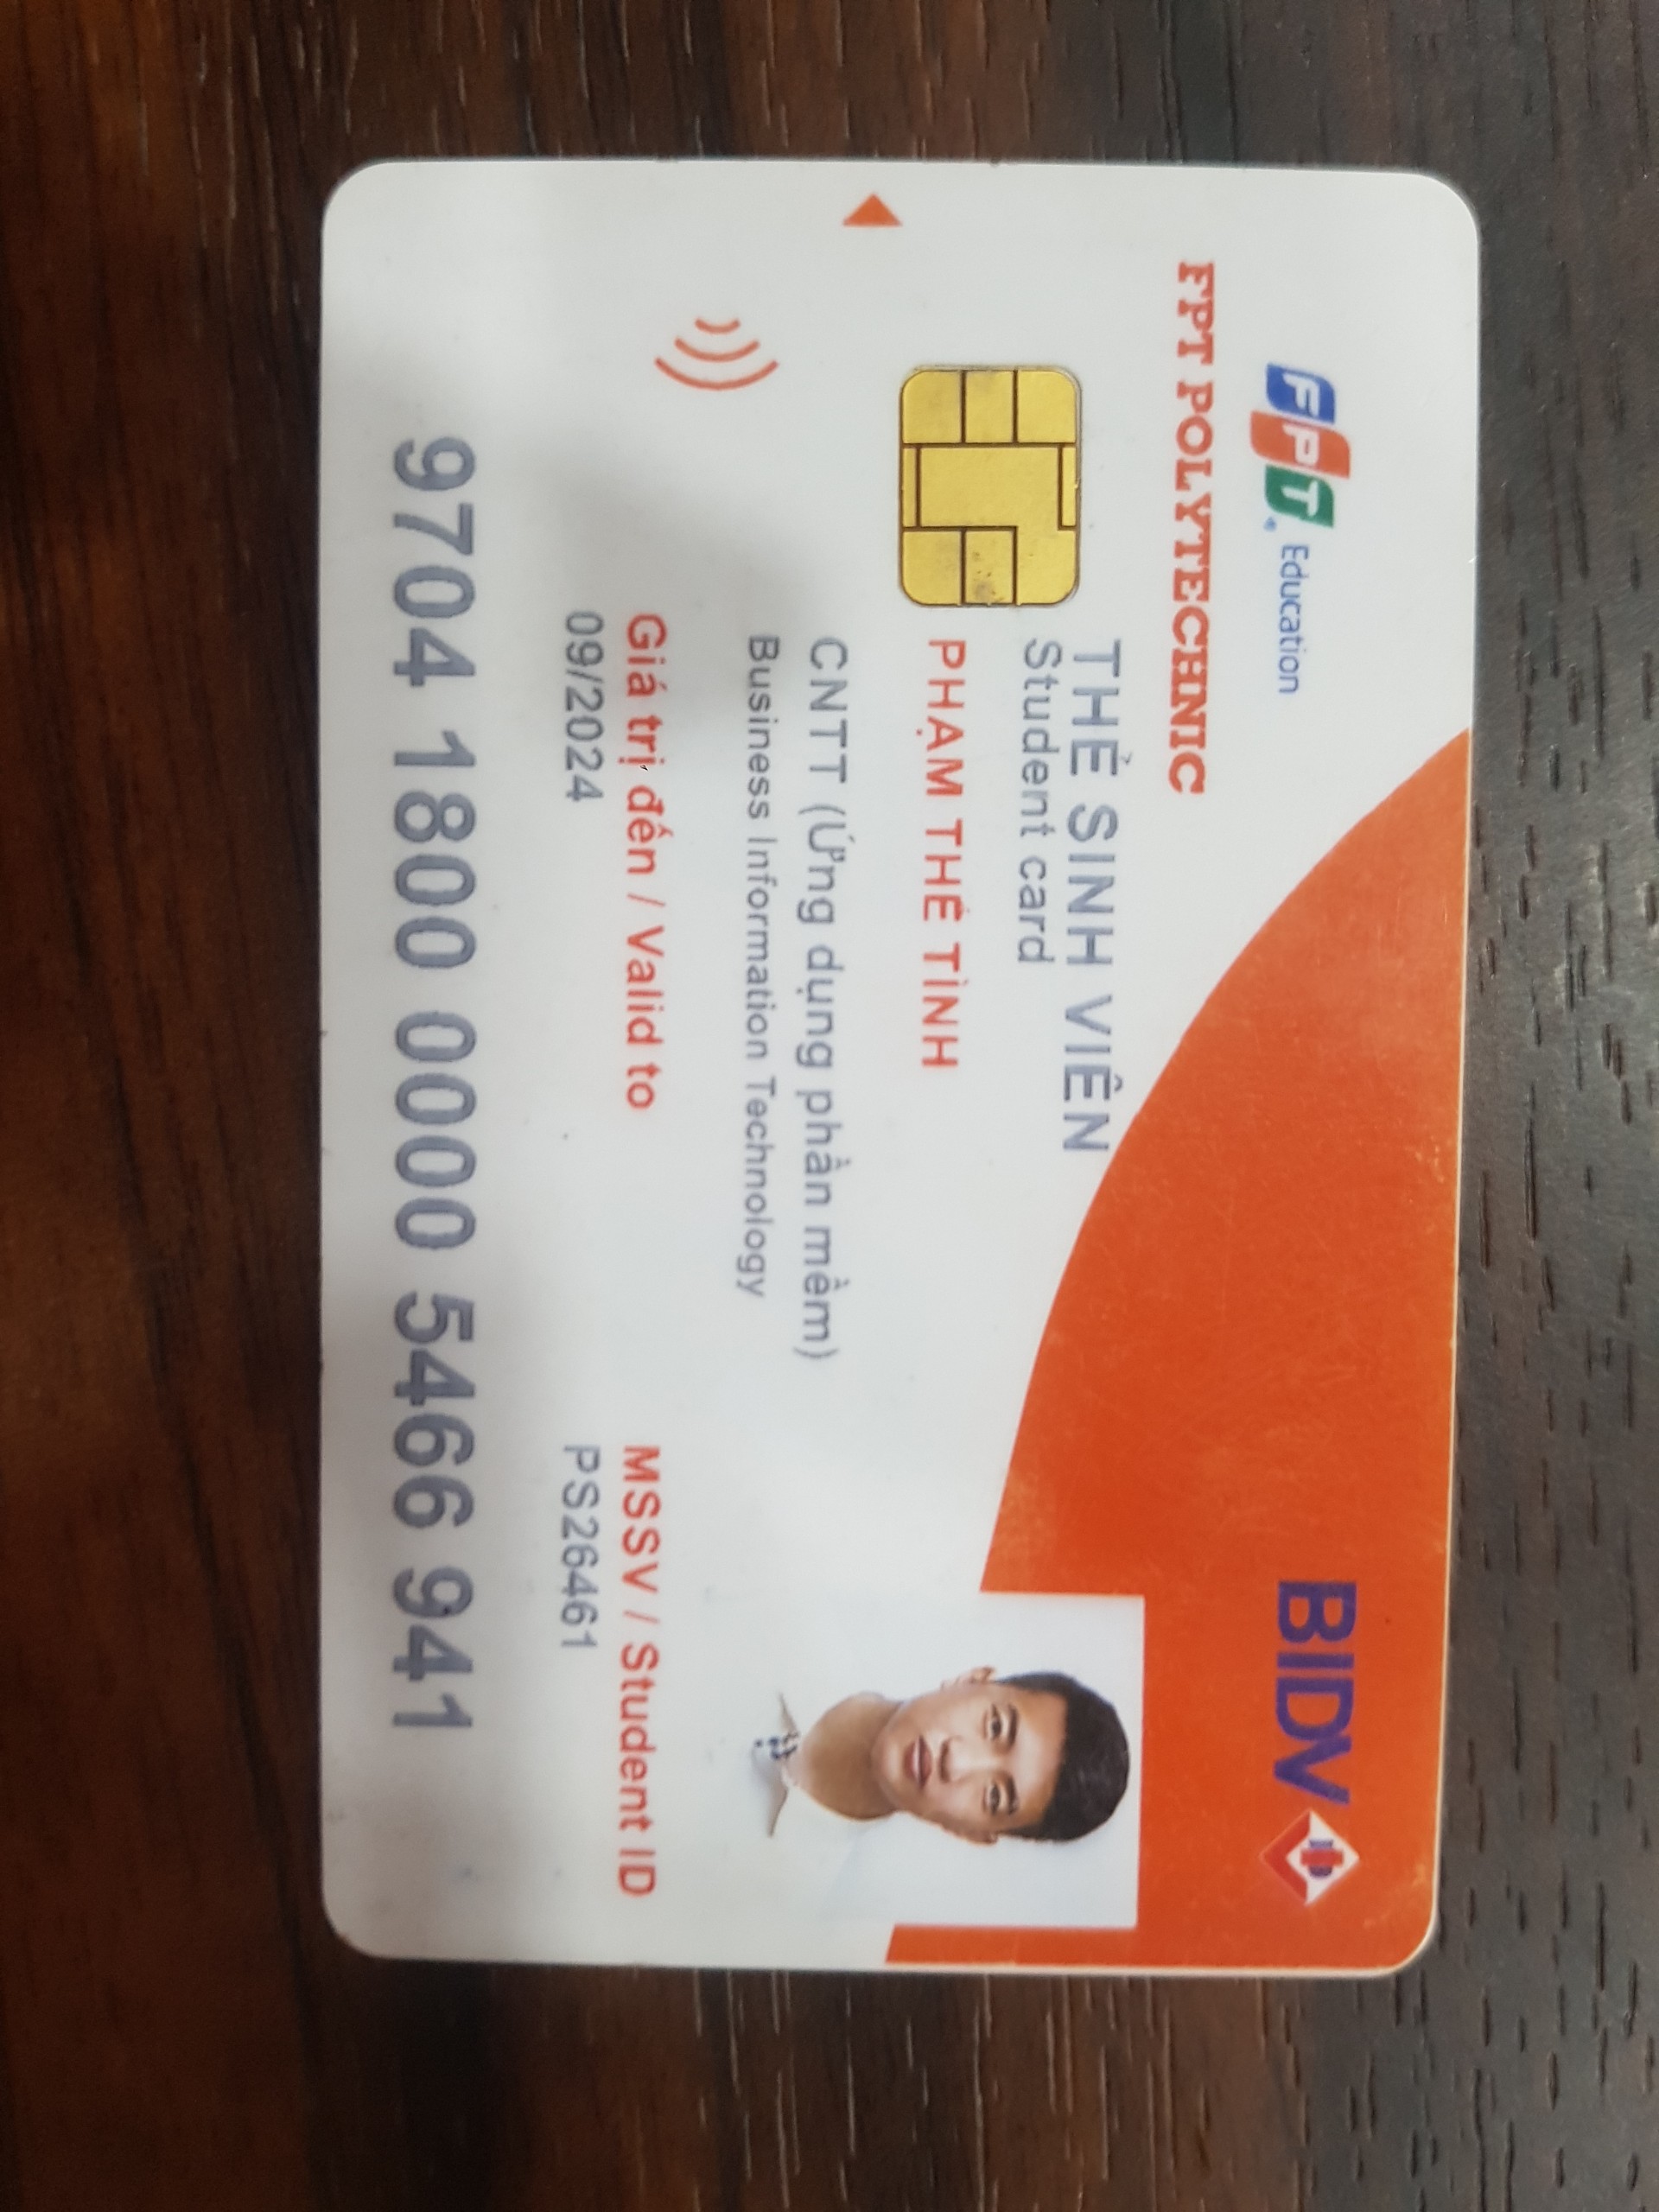 FPT Education
BIDV
FPT POLYTECHNIC
THẺ SINH VIÊN
Student card
PHẠM THẾ TÌNH
CNTT (Ứng dụng phần mềm)
Business Information Technology
Giá trị đến / Valid to
09/2024
MSSV / Student ID
PS26461
9704 1800 0000 5466 941